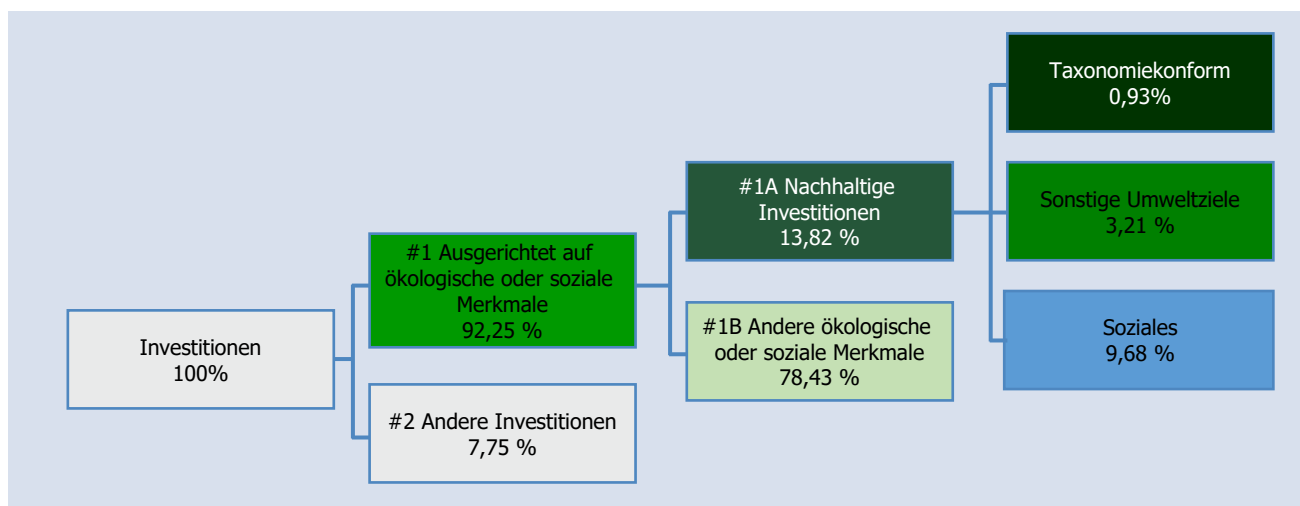 Investitionen
100%
#1 Ausgerichtet auf
ökologische oder soziale
Merkmale
92,25 %
#2 Andere Investitionen
7,75 %
#1A Nachhaltige
Investitionen
13,82 %
#1B Andere ökologische
oder soziale Merkmale
78,43 %
Taxonomiekonform
0,93%
Sonstige Umweltziele
3,21 %
Soziales
9,68 %